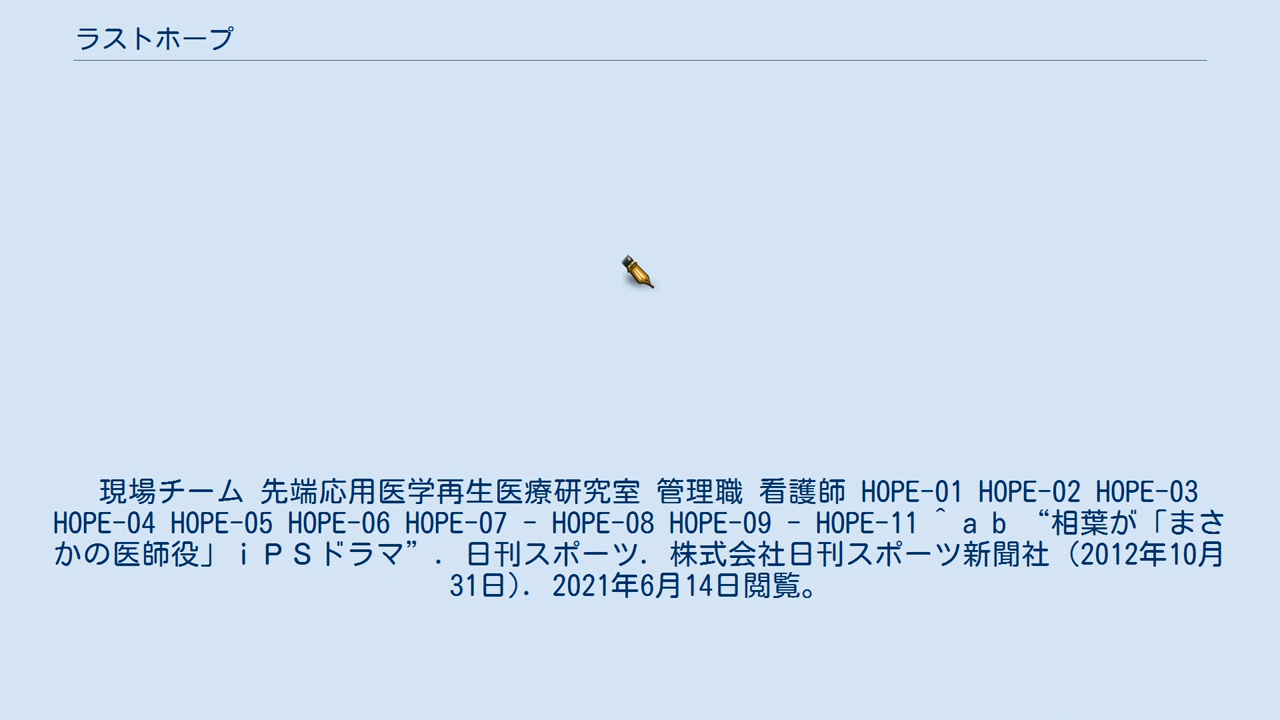 ラストホープ
現場チーム 先端応用医学再生医療研究室 管理職 看護師 HOPE-01 HOPE-02 HOPE-03
HOPE-04 HOPE-05 HOPE-06 HOPE-07 - HOPE-08 HOPE-09 - HOPE-11 ^ a b “相葉が「まさ
かの医師役」ｉＰＳドラマ”. 日刊スポーツ. 株式会社日刊スポーツ新聞社 (2012年10月
31日). 2021年6月14日閲覧。